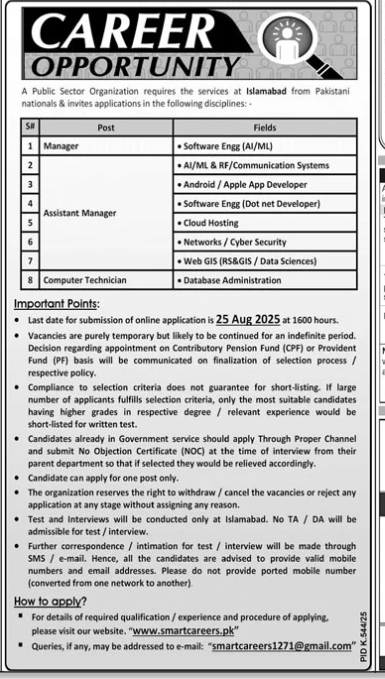 CAREER
OPPORTUNITY
A Public Sector Organization requires the services at Islamabad from Pakistani
nationals & invites applications in the following disciplines: -
S# Post Fields
1 Manager • Software Engg (AI/ML)
2 • AI/ML & RF/Communication Systems
3 • Android / Apple App Developer
4 • Software Engg (Dot net Developer)
Assistant Manager
5 • Cloud Hosting
6 • Networks / Cyber Security
7 • Web GIS (RS&GIS / Data Sciences)
8 Computer Technician • Database Administration
Important Points:
• Last date for submission of online application is 25 Aug 2025 at 1600 hours.
• Vacancies are purely temporary but likely to be continued for an indefinite period.
Decision regarding appointment on Contributory Pension Fund (CPF) or Provident
Fund (PF) basis will be communicated on finalization of selection process /
respective policy.
• Compliance to selection criteria does not guarantee for short-listing. If large
number of applicants fulfills selection criteria, only the most suitable candidates
having higher grades in respective degree / relevant experience would be
short-listed for written test.
• Candidates already in Government service should apply Through Proper Channel
and submit No Objection Certificate (NOC) at the time of interview from their
parent department so that if selected they would be relieved accordingly.
• Candidate can apply for one post only.
• The organization reserves the right to withdraw / cancel the vacancies or reject any
application at any stage without assigning any reason.
• Test and Interviews will be conducted only at Islamabad. No TA / DA will be
admissible for test / interview.
• Further correspondence / intimation for test / interview will be made through
SMS / e-mail. Hence, all the candidates are advised to provide valid mobile
numbers and email addresses. Please do not provide ported mobile number
(converted from one network to another).
How to apply?
▪ For details of required qualification / experience and procedure of applying,
please visit our website. "www.smartcareers.pk"
▪ Queries, if any, may be addressed to e-mail: "smartcareers1271@gmail.com"
PID K.544/25